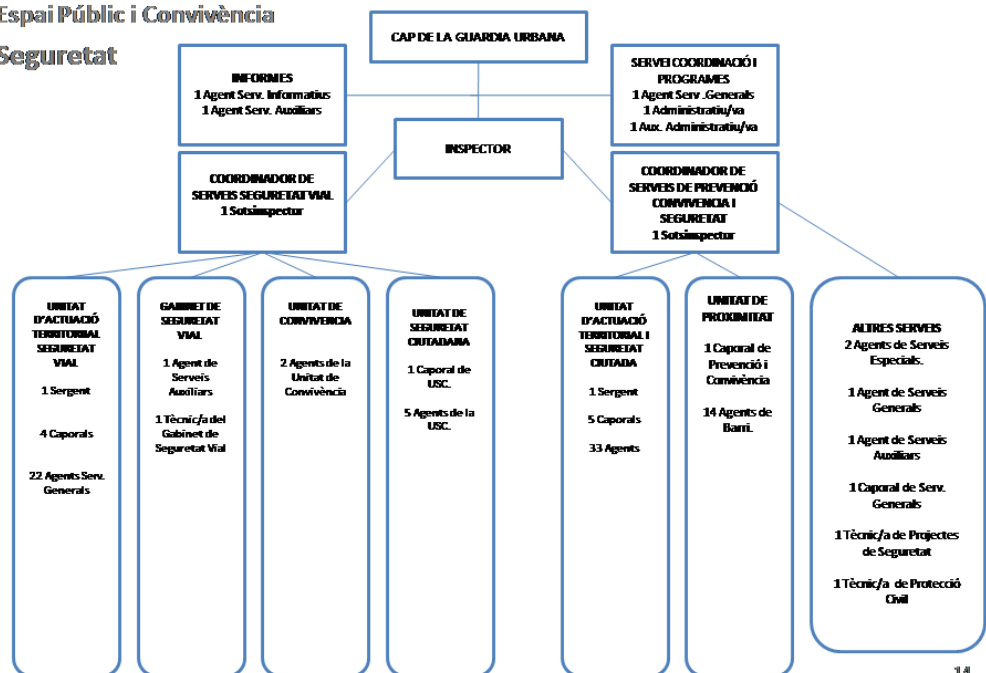 Espai Públic i Convivència
Seguretat
CAP DE LA GUARDIA URBANA
INFORMES
1 Agent Serv. Informatius
1 Agent Serv. Auxiliars
SERVEI COORDINACIÓ I
PROGRAMES
1 Agent Serv .Generals
1 Administratiu/va
1 Aux. Administratiu/va
INSPECTOR
COORDINADOR DE
SERVEIS SEGURETAT VIAL
1 Sotsinspector
COORDINADOR DE
SERVEIS DE PREVENCIÓ
CONVIVENCIA I
SEGURETAT
1 Sotsinspector
UNITAT
D'ACTUACIÓ
TERRITORIAL
SEGURETAT
VIAL
1 Sergent
4 Caporals
22 Agents Serv.
Generals
GABINET DE
SEGURETAT
VIAL
1 Agent de
Serveis
Auxiliars
1 Tècnic/a del
Gabinet de
Seguretat Vial
UNITAT DE
CONVIVENCIA
2 Agents de la
Unitat de
Convivència
UNITAT DE
SEGURETAT
CIUTADANA
1 Caporal de
USC.
5 Agents de la
USC.
UNITAT
D'ACTUACIÓ
TERRITORIAL I
SEGURETAT
CIUTADA
1 Sergent
5 Caporals
33 Agents
UNITAT DE
PROXIMITAT
1 Caporal de
Prevenció i
Convivència
14 Agents de
Barri.
ALTRES SERVEIS
2 Agents de Serveis
Especials.
1 Agent de Serveis
Generals
1 Agent de Serveis
Auxiliars
1 Caporal de Serv.
Generals
1 Tècnic/a de Projectes
de Seguretat
1 Tècnic/a  de Protecció
Civil
14